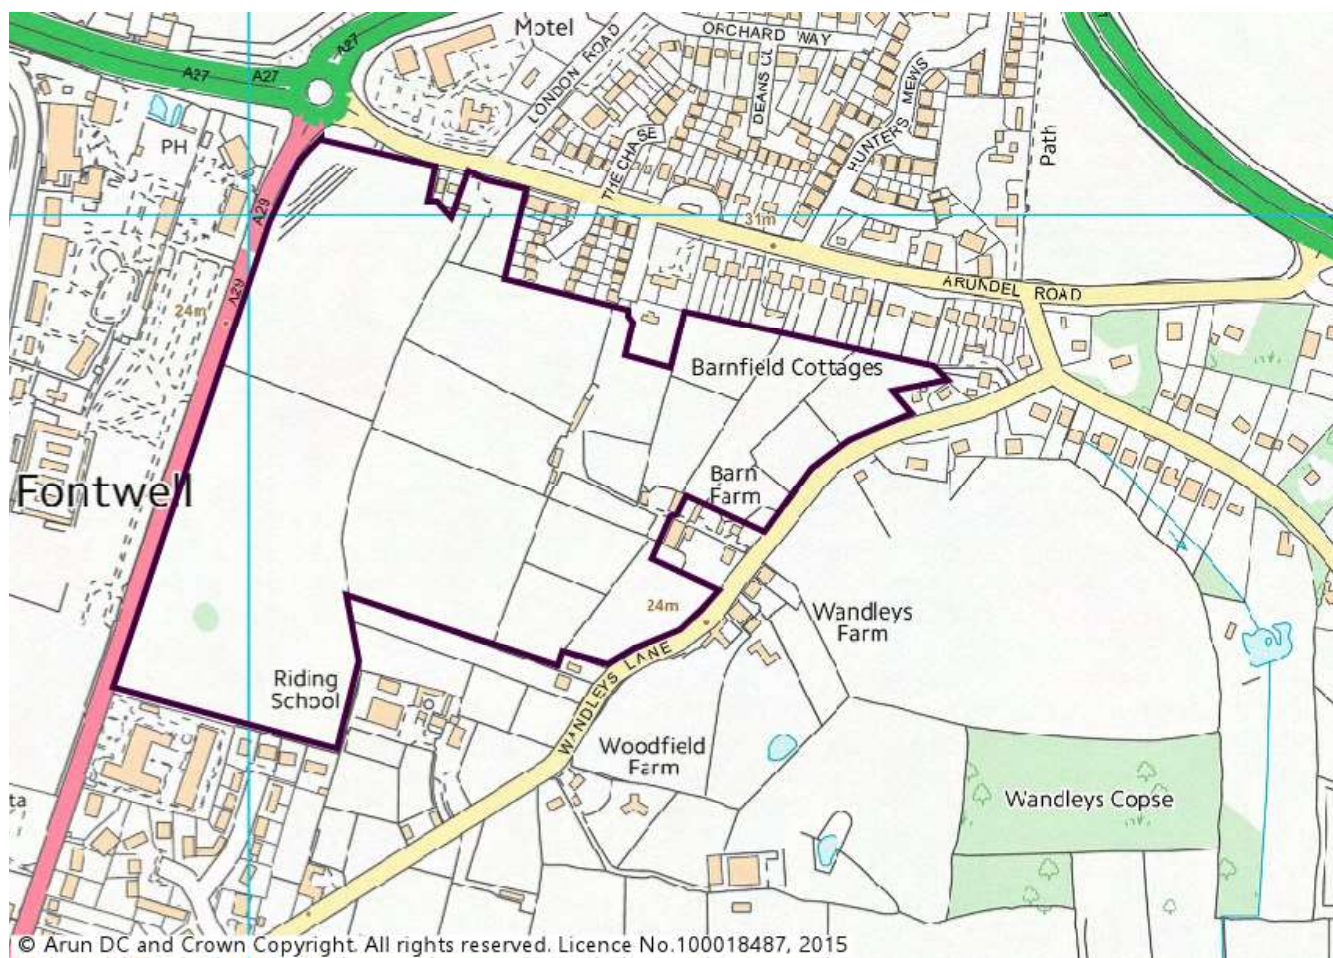 Motel
ORCHARD WAY
A27
LONDON ROAD
DEANS CL
A27
A27
HUNTERS MEWS
THE CHASE
Path
PH
A29
31m
ARUNDEL ROAD
A29
24m
Barnfield Cottages
Barn
Farm
Fontwell
24m
Wandleys
Farm
WANDLEYS LANE
Riding
School
Woodfield
Farm
Wandleys Copse
ta
© Arun DC and Crown Copyright. All rights reserved. Licence No.100018487, 2015